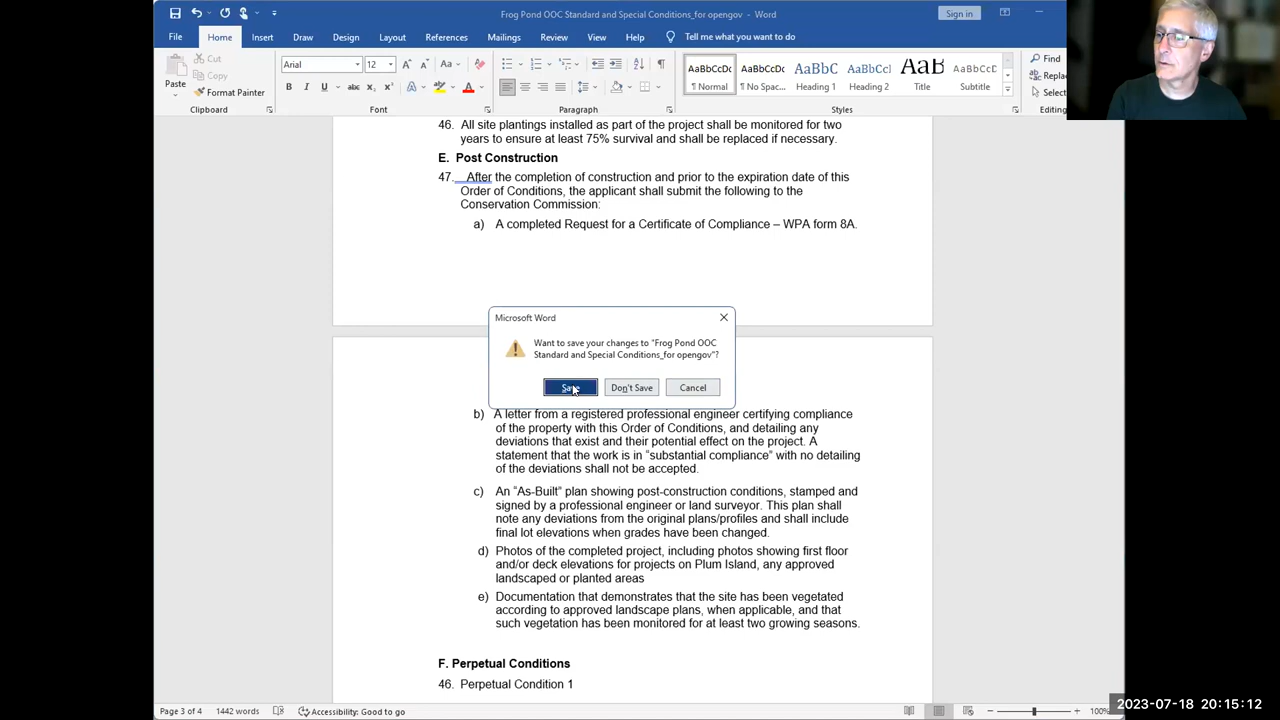 Frog Pond OOC Standard and Special Conditions_for opengov - Word
Sign in
File Home Insert Draw Design Layout References Mailings Review View Help Tell me what you want to do
Paste
Cut
Copy
Format Painter
Clipboard
Arial 12
Font
Paragraph
AaBbCcDc AaBbCcDc AaBbC AaBbCcI AaB AaBbCcD
¶ Normal ¶ No Spac... Heading 1 Heading 2 Title Subtitle
Styles
Find
Replac
Select
Editing
46. All site plantings installed as part of the project shall be monitored for two
years to ensure at least 75% survival and shall be replaced if necessary.
E. Post Construction
47. After the completion of construction and prior to the expiration date of this
Order of Conditions, the applicant shall submit the following to the
Conservation Commission:
a) A completed Request for a Certificate of Compliance – WPA form 8A.
Microsoft Word
Want to save your changes to "Frog Pond OOC
Standard and Special Conditions_for opengov"?
Save Don't Save Cancel
b) A letter from a registered professional engineer certifying compliance
of the property with this Order of Conditions, and detailing any
deviations that exist and their potential effect on the project. A
statement that the work is in “substantial compliance” with no detailing
of the deviations shall not be accepted.
c) An “As-Built” plan showing post-construction conditions, stamped and
signed by a professional engineer or land surveyor. This plan shall
note any deviations from the original plans/profiles and shall include
final lot elevations when grades have been changed.
d) Photos of the completed project, including photos showing first floor
and/or deck elevations for projects on Plum Island, any approved
landscaped or planted areas
e) Documentation that demonstrates that the site has been vegetated
according to approved landscape plans, when applicable, and that
such vegetation has been monitored for at least two growing seasons.
F. Perpetual Conditions
46. Perpetual Condition 1
Page 3 of 4 1442 words Accessibility: Good to go 100%
2023-07-18 20:15:12